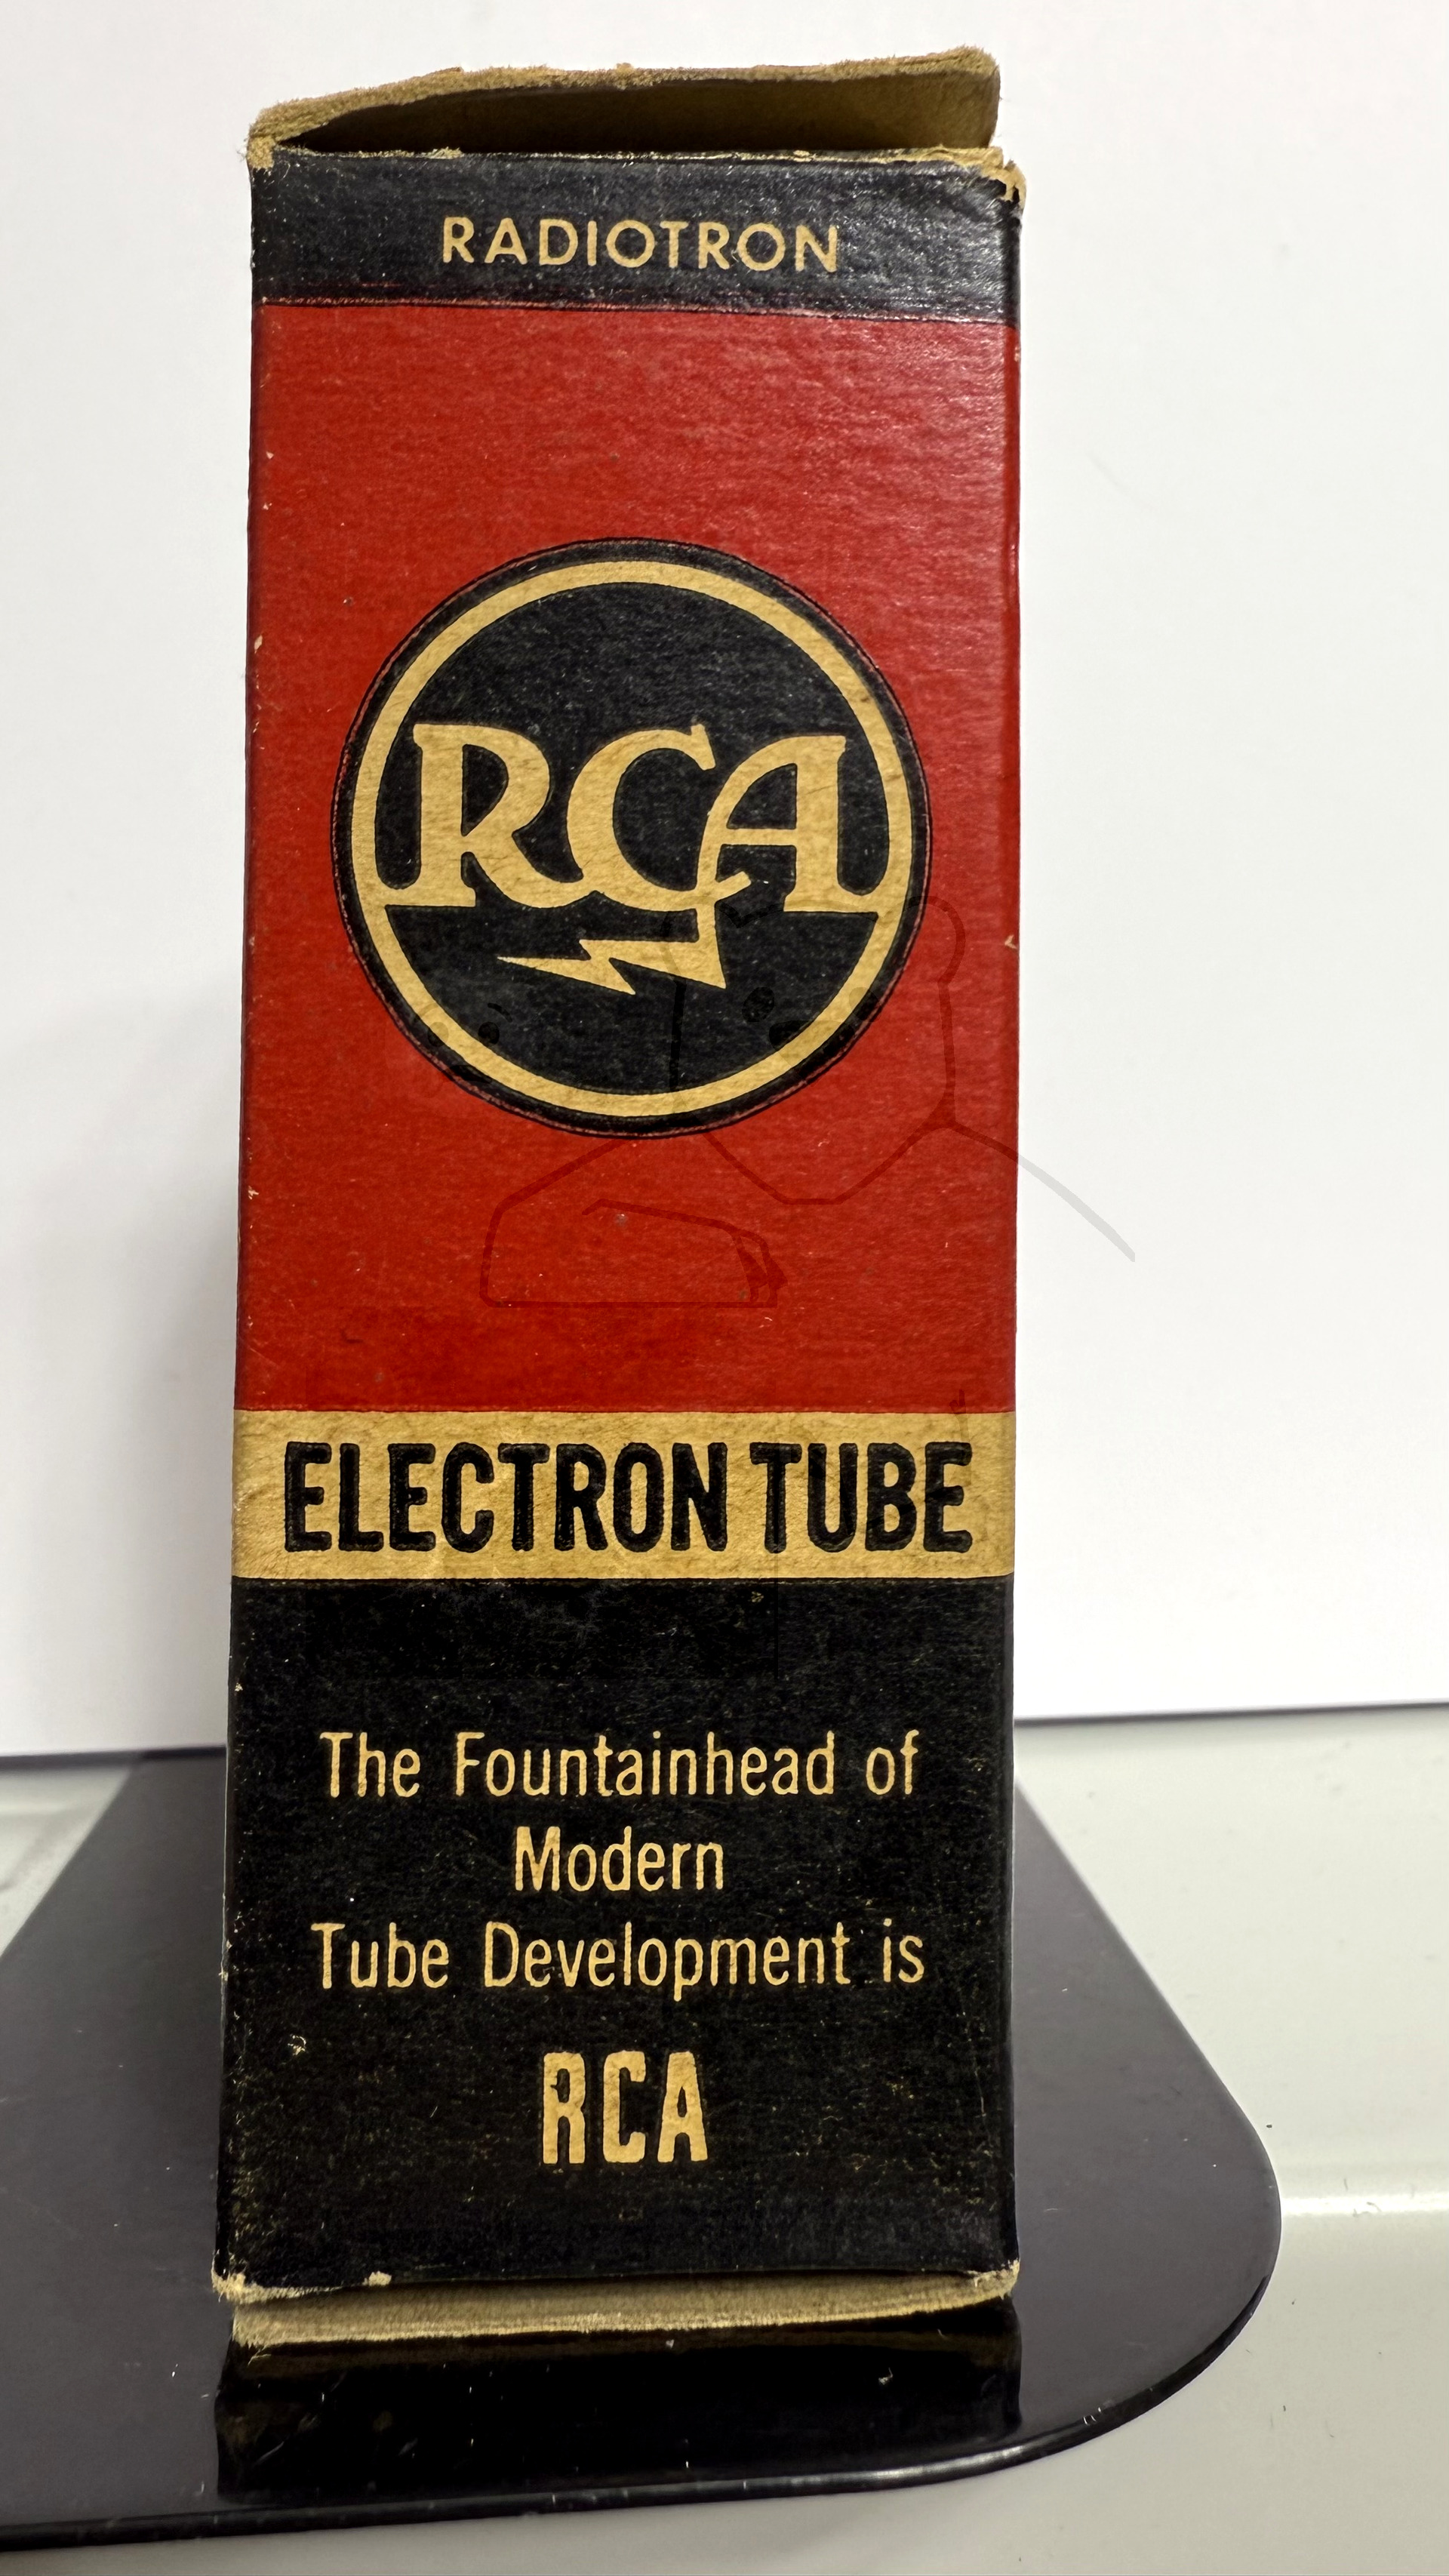 RADIOTRON
RCA
ELECTRON TUBE
The Fountainhead of
Modern
Tube Development is
RCA